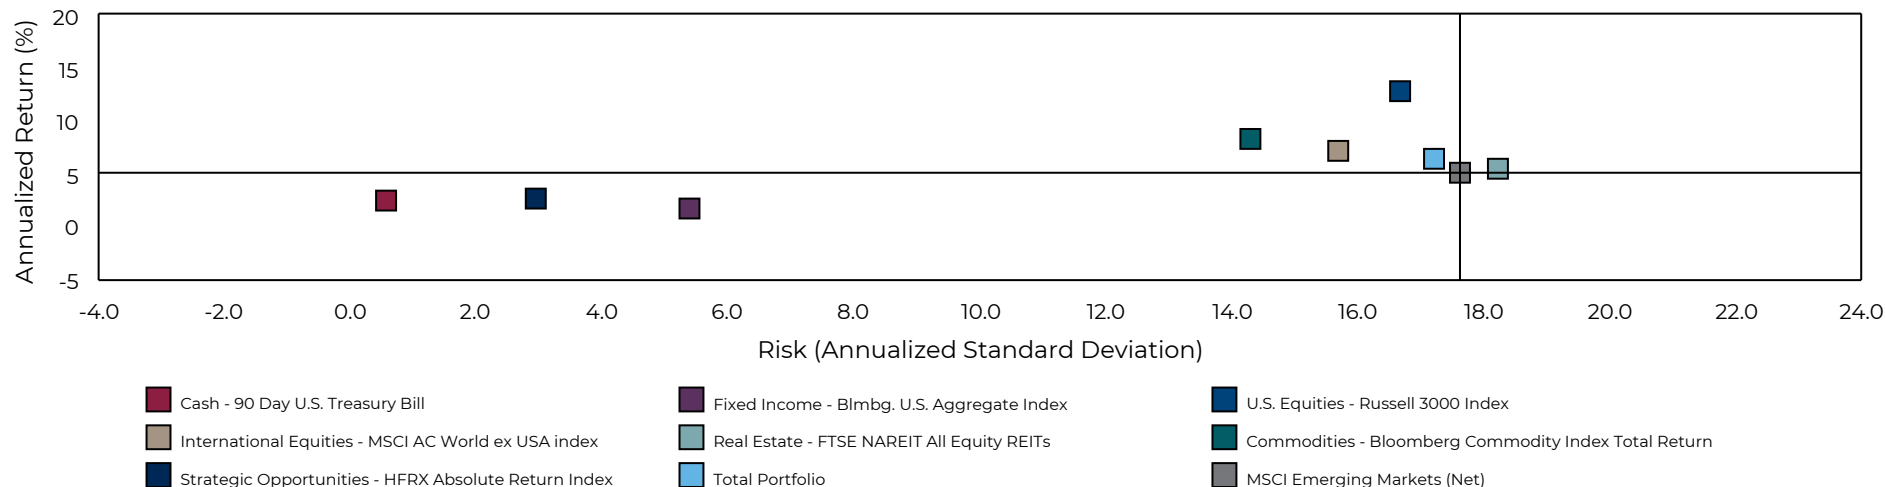 20
15
10
5
0
-5
Annualized Return (%)
-4.0 -2.0 0.0 2.0 4.0 6.0 8.0 10.0 12.0 14.0 16.0 18.0 20.0 22.0 24.0
Risk (Annualized Standard Deviation)
Cash - 90 Day U.S. Treasury Bill Fixed Income - Blmbg. U.S. Aggregate Index U.S. Equities - Russell 3000 Index
International Equities - MSCI AC World ex USA index Real Estate - FTSE NAREIT All Equity REITs Commodities - Bloomberg Commodity Index Total Return
Strategic Opportunities - HFRX Absolute Return Index Total Portfolio MSCI Emerging Markets (Net)